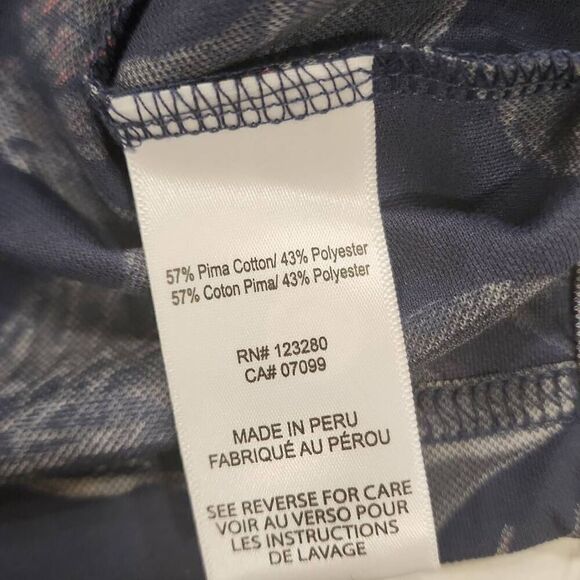 57% Pima Cotton/ 43% Polyester
57% Coton Pima/ 43% Polyester
RN# 123280
CA# 07099
MADE IN PERU
FABRIQUÉ AU PÉROU
SEE REVERSE FOR CARE
VOIR AU VERSO POUR
LES INSTRUCTIONS
DE LAVAGE